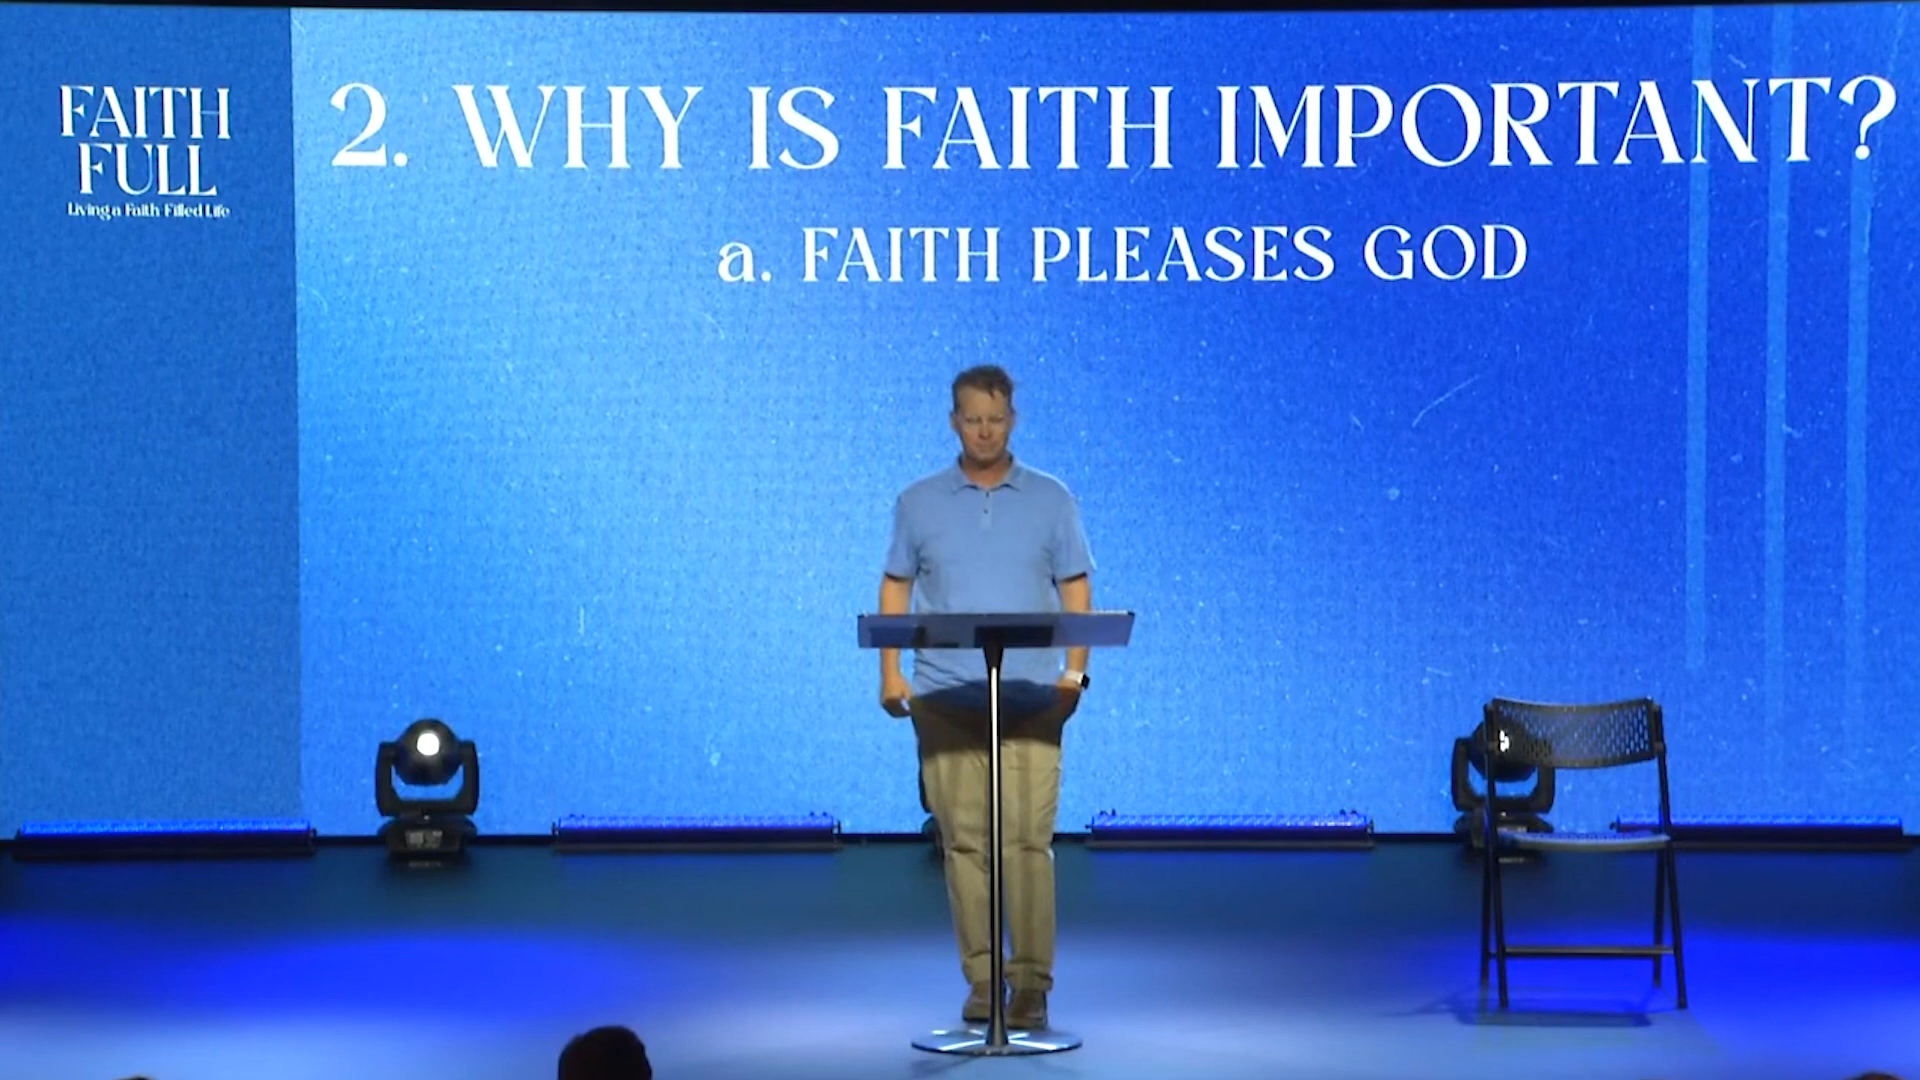 FAITH
FULL
Living a Faith Filled Life
2. WHY IS FAITH IMPORTANT?
a. FAITH PLEASES GOD